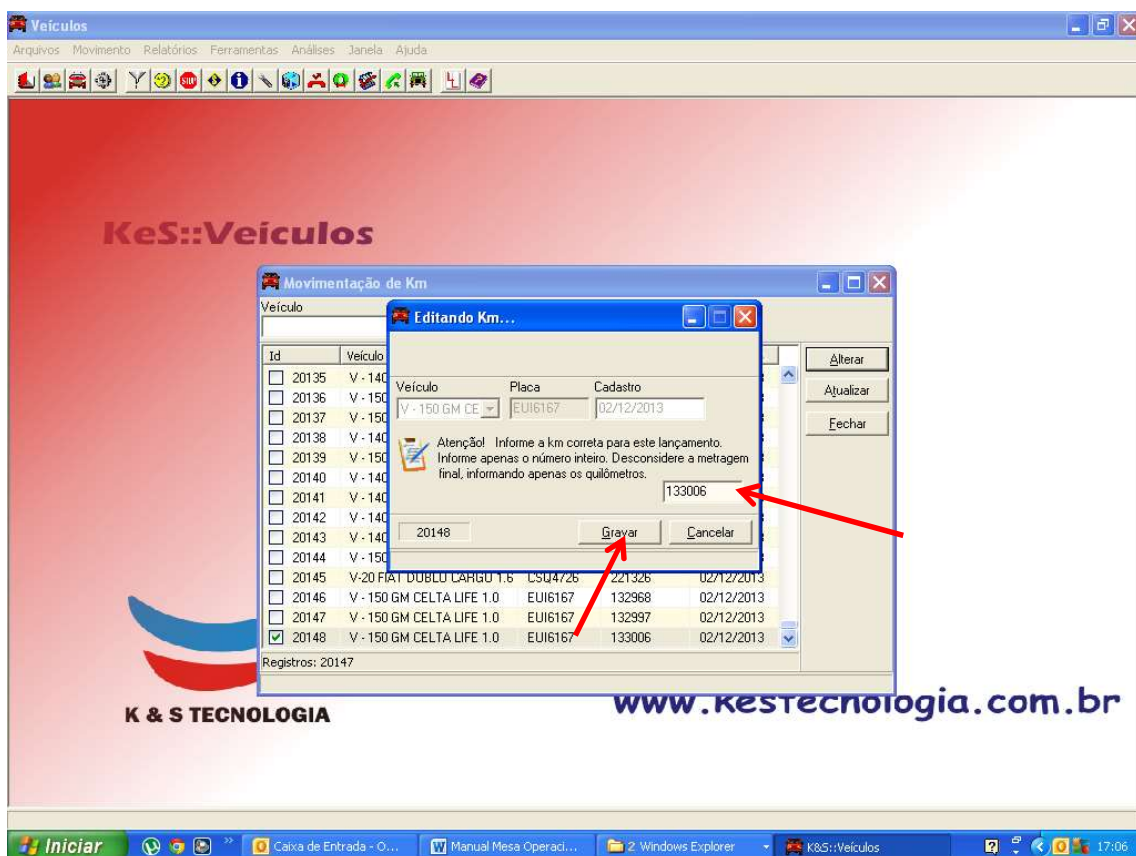 Veículos
Arquivos Movimento Relatórios Ferramentas Análises Janela Ajuda
STOP
KeS::Veículos
Movimentação de Km
Veículo
Editando Km...
Id Veículo
Alterar
Atualizar
Fechar
20135 V - 140
20136 V - 150
20137 V - 150
20138 V - 140
20139 V - 150
20140 V - 140
20141 V - 140
20142 V - 140
20143 V - 140
20144 V - 150
Veículo Placa Cadastro
V - 150 GM CE EUI6167 02/12/2013
Atenção! Informe a km correta para este lançamento.
Informe apenas o número inteiro. Desconsidere a metragem
final, informando apenas os quilômetros.
133006
20148 Gravar Cancelar
20145 V-20 FIAT DOBLO CARGO 1.6 CSQ4726 221326 02/12/2013
20146 V - 150 GM CELTA LIFE 1.0 EUI6167 132968 02/12/2013
20147 V - 150 GM CELTA LIFE 1.0 EUI6167 132997 02/12/2013
20148 V - 150 GM CELTA LIFE 1.0 EUI6167 133006 02/12/2013
Registros: 20147
K & S TECNOLOGIA
www.kestecnologia.com.br
Iniciar Caixa de Entrada - O... Manual Mesa Operaci... 2 Windows Explorer K&S::Veículos 17:06